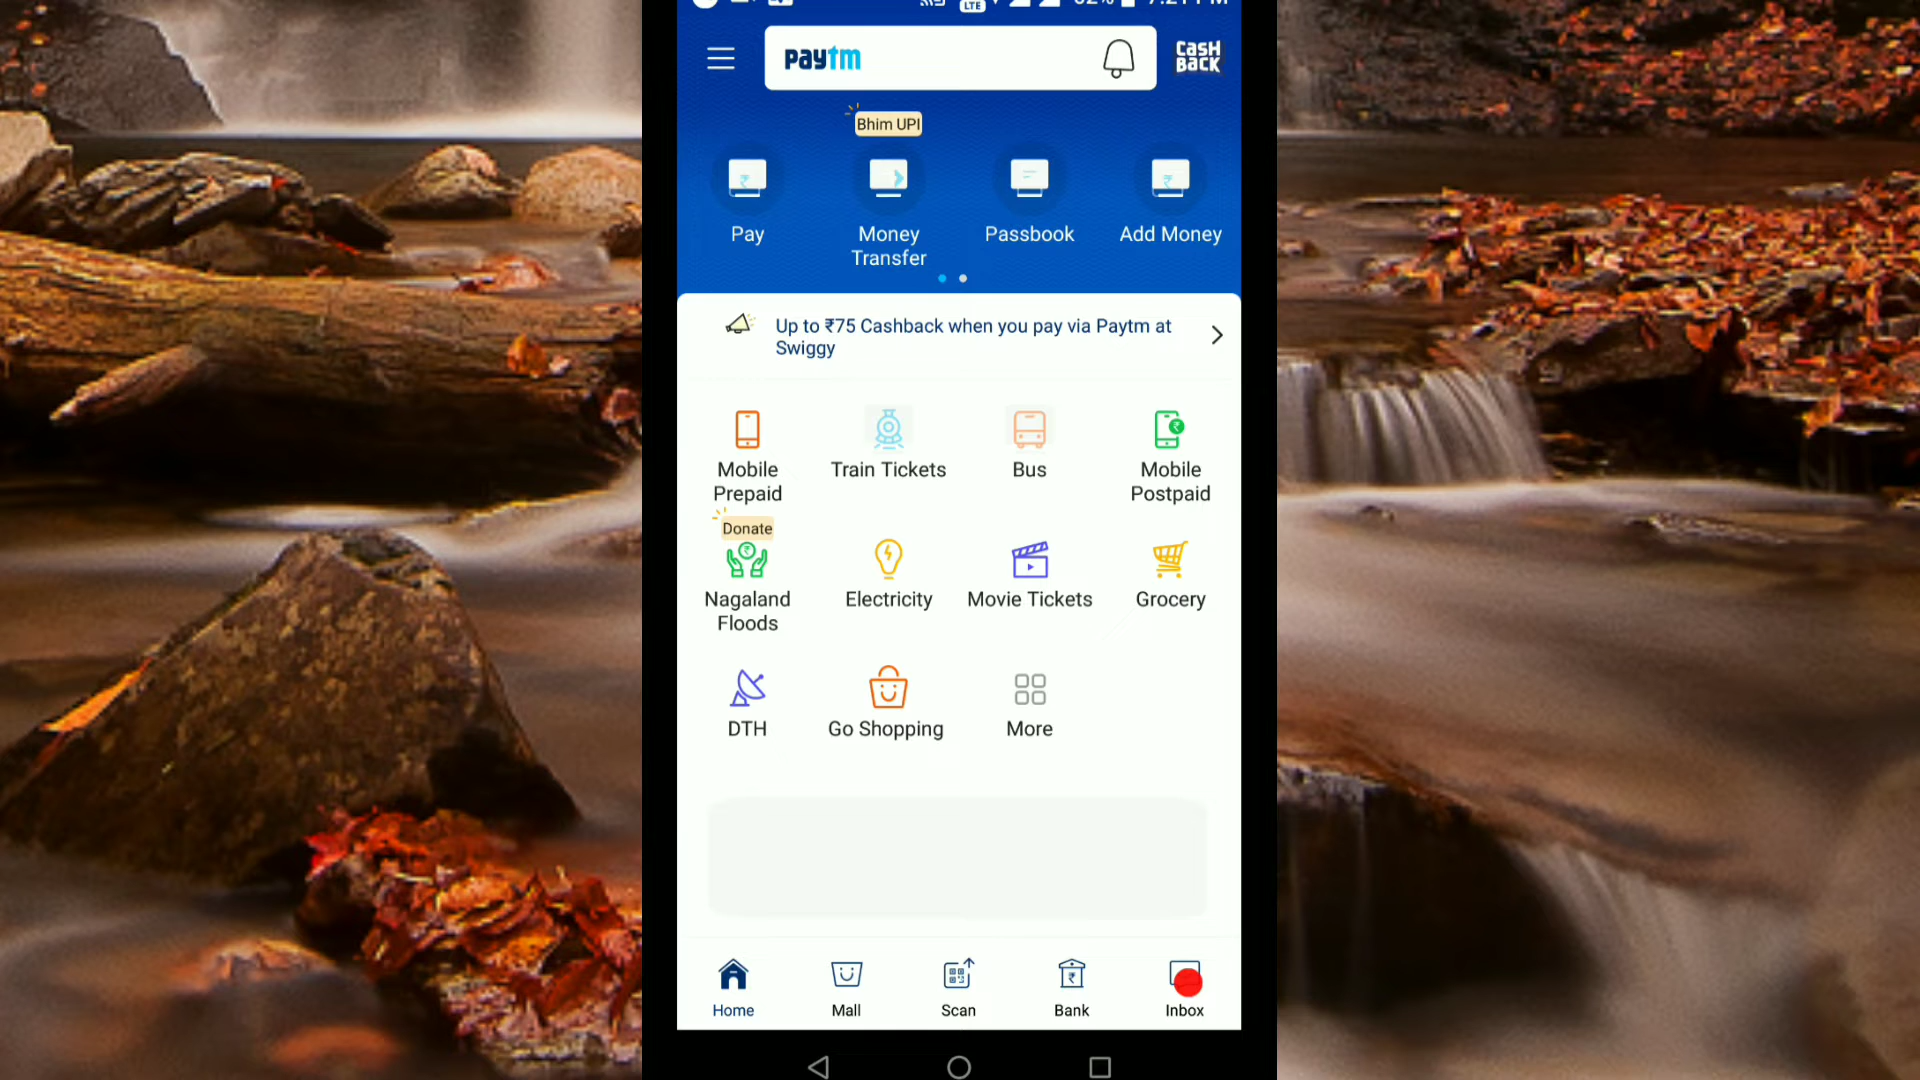 LTE
paytm
CASH
BACK
Bhim UPI
Pay
Money
Transfer
Passbook
Add Money
Up to ₹75 Cashback when you pay via Paytm at
Swiggy
Mobile
Prepaid
Train Tickets
Bus
Mobile
Postpaid
Donate
Nagaland
Floods
Electricity
Movie Tickets
Grocery
DTH
Go Shopping
More
Home
Mall
Scan
Bank
Inbox